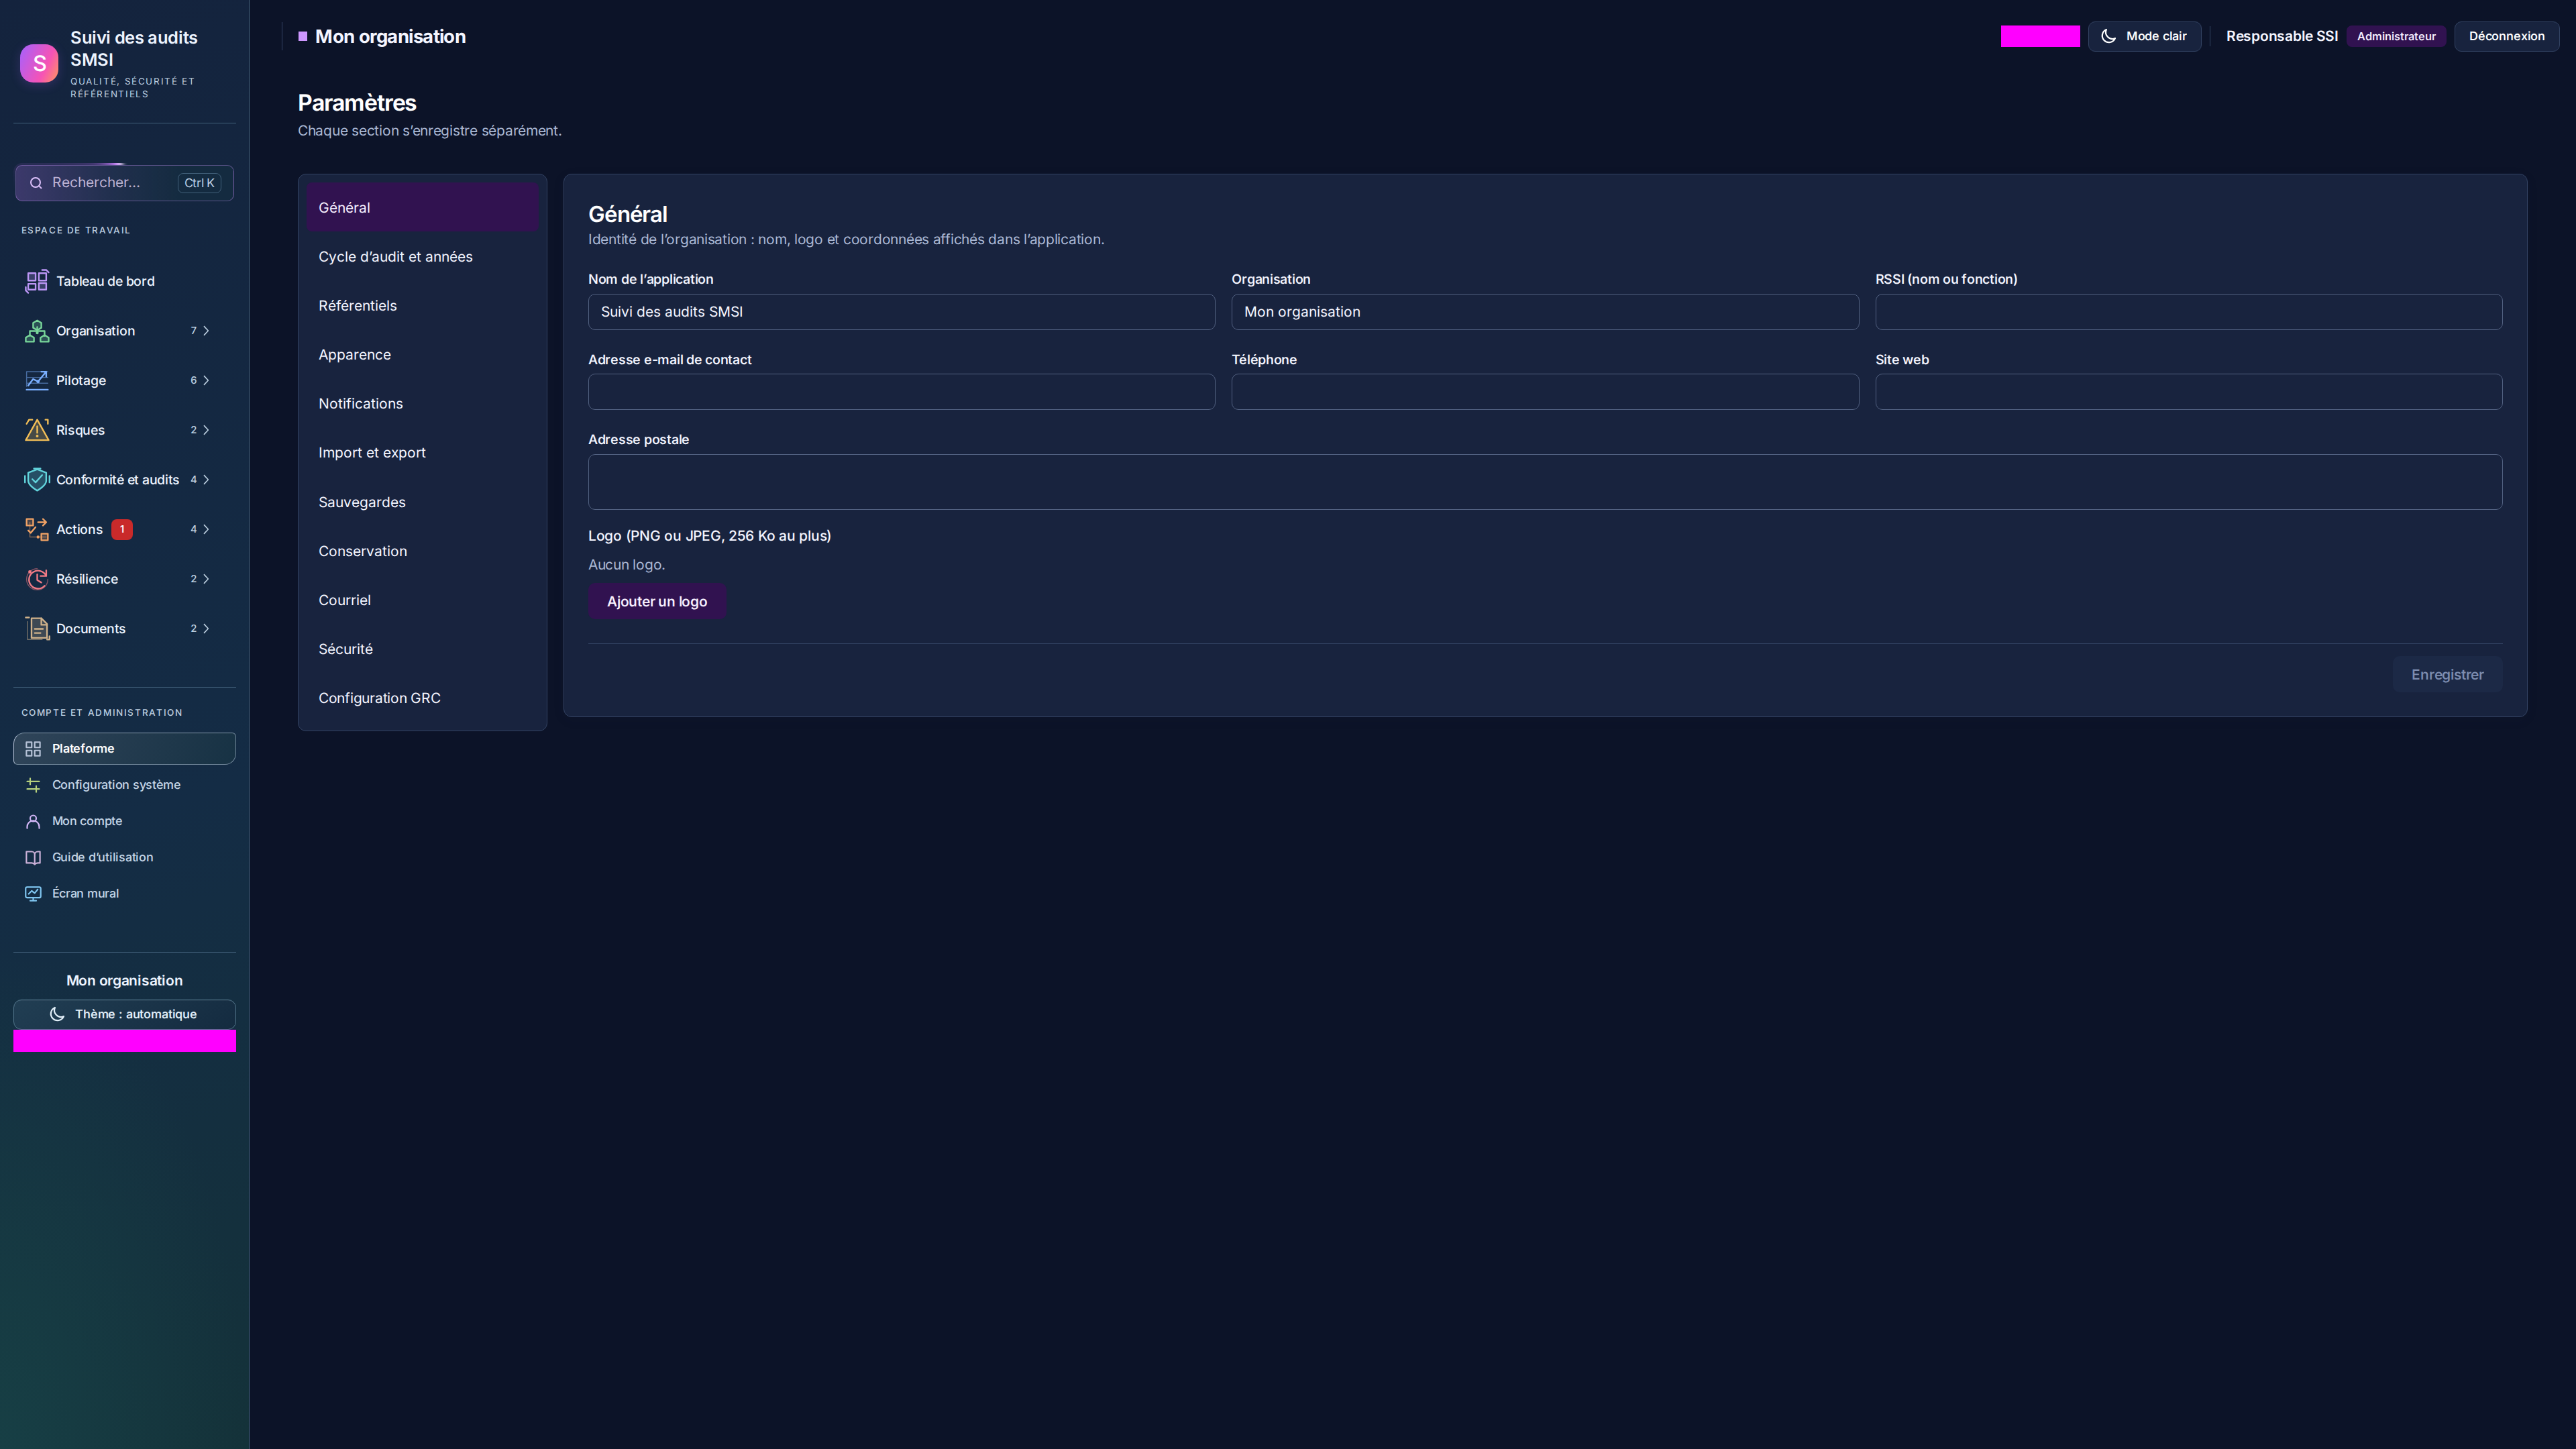 S
Suivi des audits
SMSI
QUALITÉ, SÉCURITÉ ET
RÉFÉRENTIELS
Rechercher...
Ctrl K
ESPACE DE TRAVAIL
Tableau de bord
Organisation 7
Pilotage 6
Risques 2
Conformité et audits 4
Actions 1 4
Résilience 2
Documents 2
COMPTE ET ADMINISTRATION
Plateforme
Configuration système
Mon compte
Guide d’utilisation
Écran mural
Mon organisation
Thème : automatique
Mon organisation
Mode clair
Responsable SSI
Administrateur
Déconnexion
Paramètres
Chaque section s’enregistre séparément.
Général
Cycle d’audit et années
Référentiels
Apparence
Notifications
Import et export
Sauvegardes
Conservation
Courriel
Sécurité
Configuration GRC
Général
Identité de l’organisation : nom, logo et coordonnées affichés dans l’application.
Nom de l’application
Suivi des audits SMSI
Organisation
Mon organisation
RSSI (nom ou fonction)
Adresse e-mail de contact
Téléphone
Site web
Adresse postale
Logo (PNG ou JPEG, 256 Ko au plus)
Aucun logo.
Ajouter un logo
Enregistrer